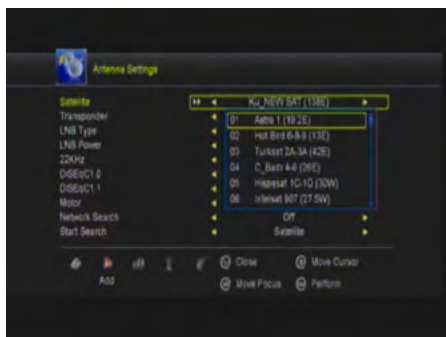 Antenna Settings
Satellite Ku_NEW SAT (138E)
Transponder
LNB Type
LNB Power
22KHz
DiSEqC1.0
DiSEqC1.1
Motor
Network Search Off
Start Search Satellite
01 Astra 1 (19.2E)
02 Hot Bird 6-8-9 (13E)
03 Turksat 2A-3A (42E)
04 C_Badr 4-6 (26E)
05 Hispasat 1C-1D (30W)
06 Intelsat 907 (27.5W)
Close Move Cursor
Add
Move Focus Perform